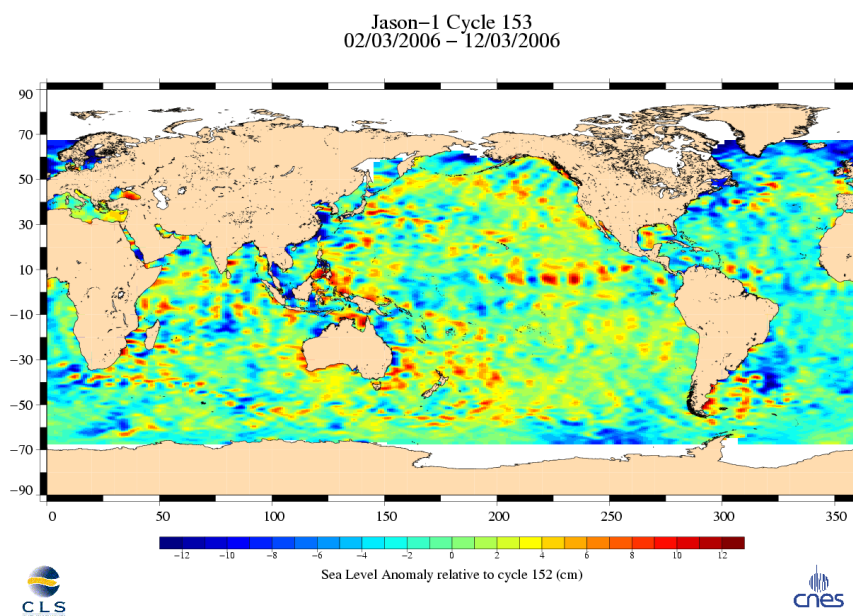 Jason-1 Cycle 153
02/03/2006 - 12/03/2006
90
70
50
30
10
-10
-30
-50
-70
-90
0 50 100 150 200 250 300 350
-12 -10 -8 -6 -4 -2 0 2 4 6 8 10 12
Sea Level Anomaly relative to cycle 152 (cm)
CLS
cnes